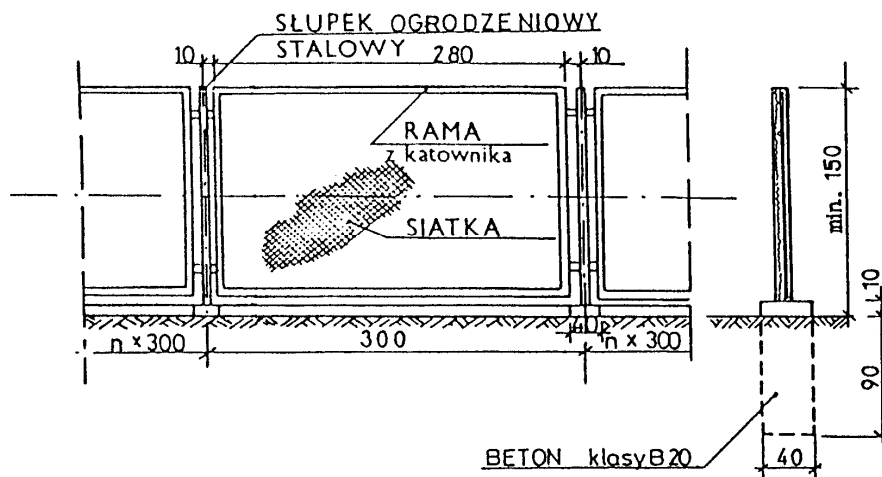 SŁUPEK OGRODZENIOWY
STALOWY
10 280 10
RAMA
z katownika
SIATKA
min. 150
10
90
40
n × 300 300 n × 300
BETON klasy B20
40